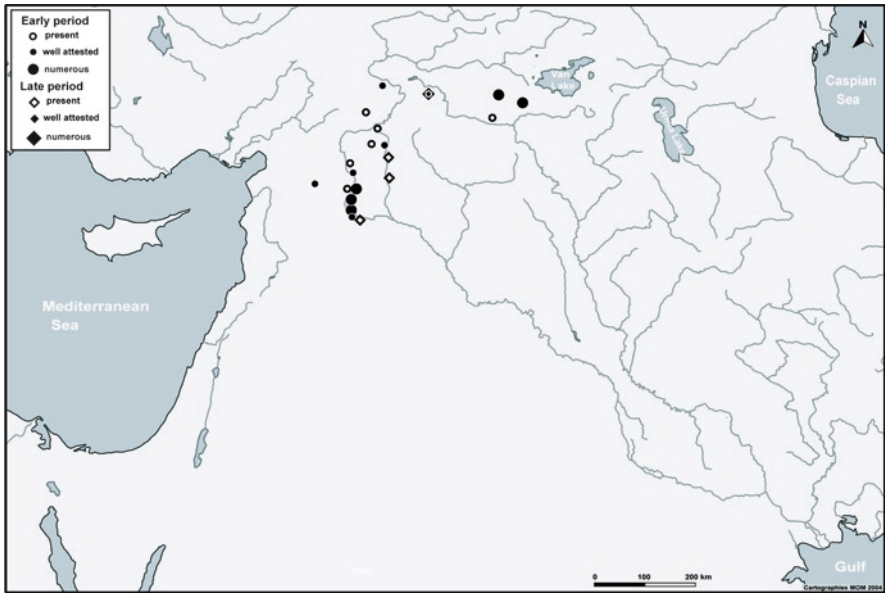 Early period
present
well attested
numerous
Late period
present
well attested
numerous
N
Van
Lake
Caspian
Sea
Lake
Mediterranean
Sea
Gulf
0 100 200 km
Cartographies MOM 2004